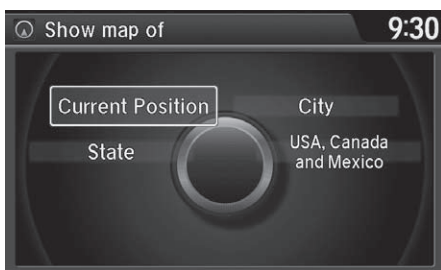 Show map of
9:30
Current Position
City
State
USA, Canada
and Mexico